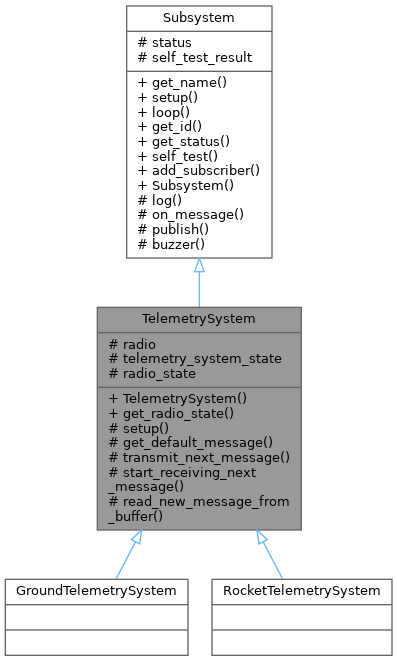 Subsystem
# status
# self_test_result
+ get_name()
+ setup()
+ loop()
+ get_id()
+ get_status()
+ self_test()
+ add_subscriber()
+ Subsystem()
# log()
# on_message()
# publish()
# buzzer()
TelemetrySystem
# radio
# telemetry_system_state
# radio_state
+ TelemetrySystem()
+ get_radio_state()
# setup()
# get_default_message()
# transmit_next_message()
# start_receiving_next
_message()
# read_new_message_from
_buffer()
GroundTelemetrySystem
RocketTelemetrySystem